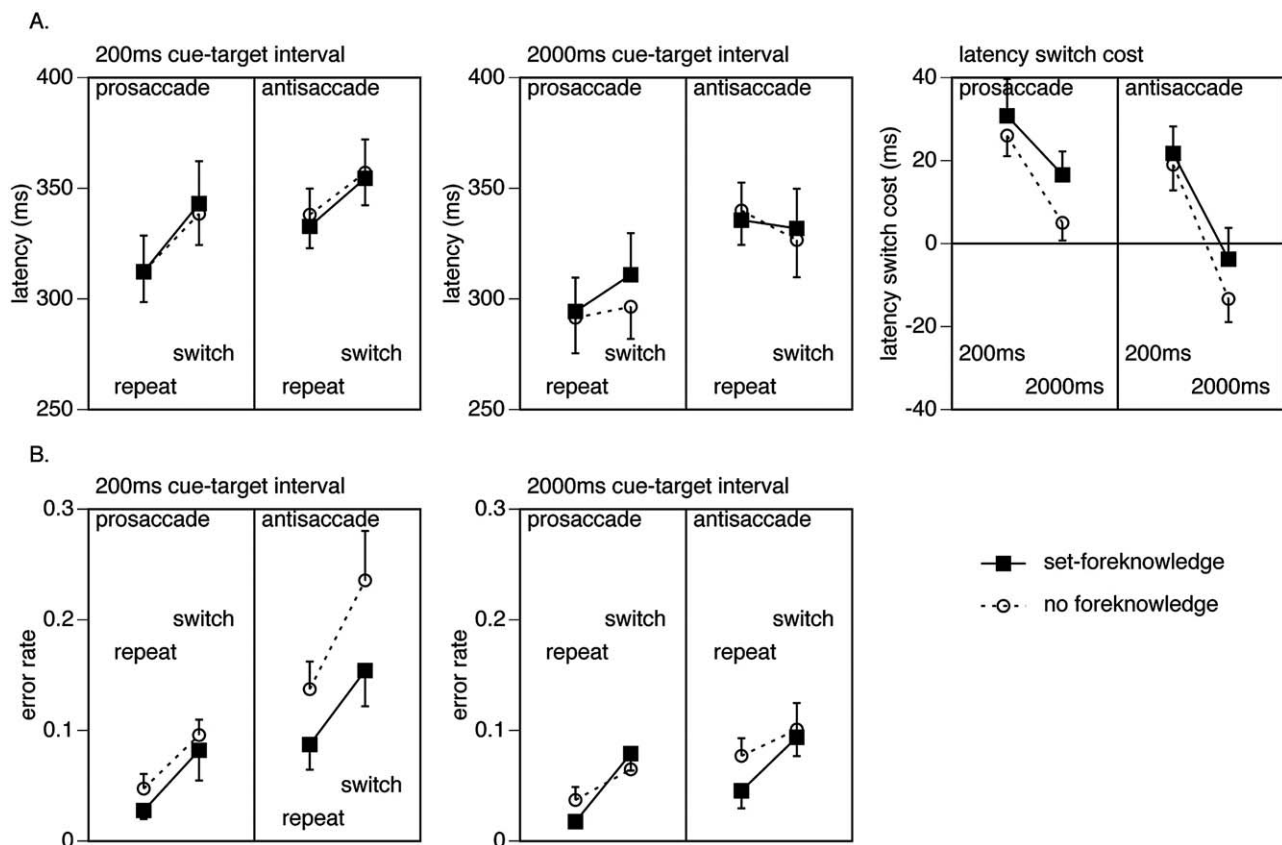 A.
200ms cue-target interval
2000ms cue-target interval
latency switch cost
400
prosaccade
antisaccade
350
300
250
latency (ms)
switch
switch
repeat
repeat
400
prosaccade
antisaccade
350
300
250
latency (ms)
switch
switch
repeat
repeat
40
prosaccade
antisaccade
20
0
-20
-40
latency switch cost (ms)
200ms
200ms
2000ms
2000ms
B.
200ms cue-target interval
2000ms cue-target interval
0.3
prosaccade
antisaccade
0.2
0.1
0
error rate
switch
repeat
switch
repeat
0.3
prosaccade
antisaccade
0.2
0.1
0
error rate
switch
switch
repeat
repeat
set-foreknowledge
no foreknowledge